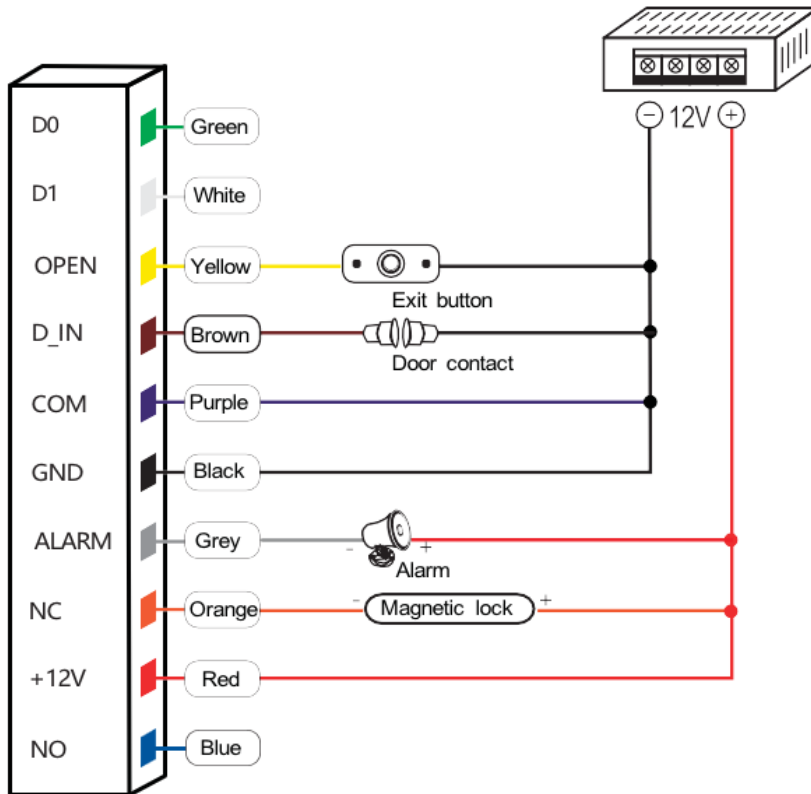 − 12V +
D0 Green
D1 White
OPEN Yellow
Exit button
D_IN Brown
Door contact
COM Purple
GND Black
ALARM Grey - +
Alarm
NC Orange - Magnetic lock +
+12V Red
NO Blue